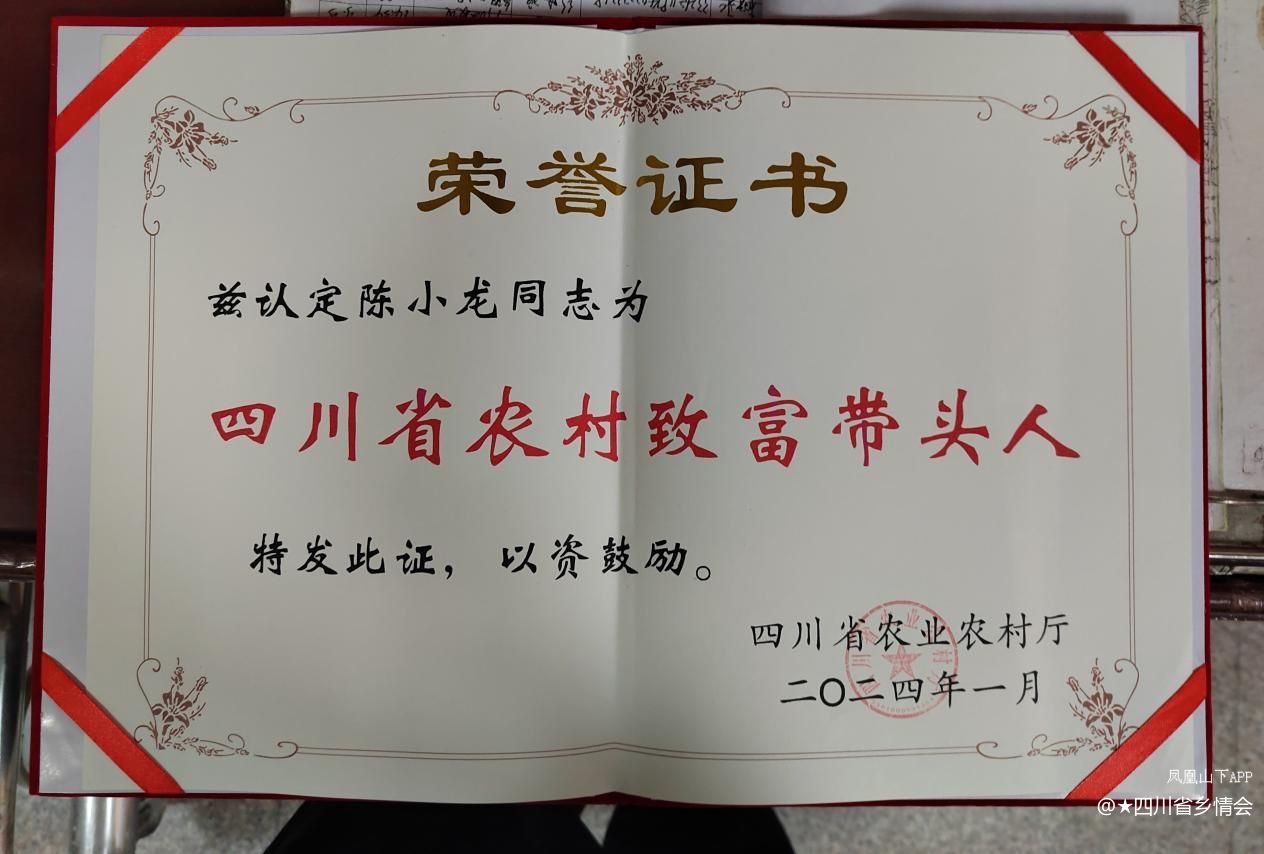 荣誉证书
兹认定陈小龙同志为
四川省农村致富带头人
特发此证，以资鼓励。
四川省农业农村厅
二〇二四年一月
凤凰山下APP
@★四川省乡情会